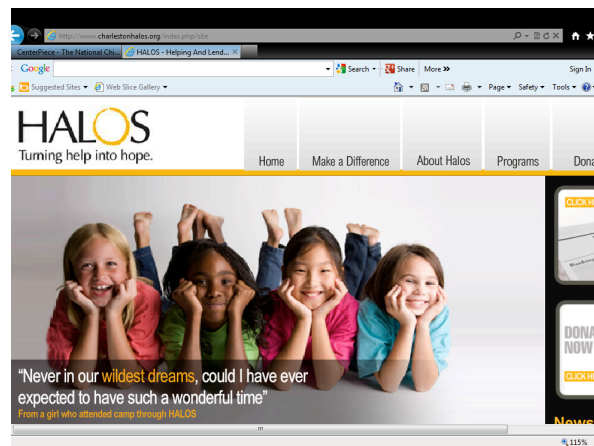 http://www.charlestonhalos.org/index.php/site
CenterPiece - The National Chi... HALOS - Helping And Lend... ×
Google Search Share More » Sign In
Suggested Sites Web Slice Gallery Page Safety Tools
HALOS
Turning help into hope.
Home Make a Difference About Halos Programs Dona
CLICK H
DONA
NOW
CLICK H
“Never in our wildest dreams, could I have ever
expected to have such a wonderful time”
From a girl who attended camp through HALOS
News
115%